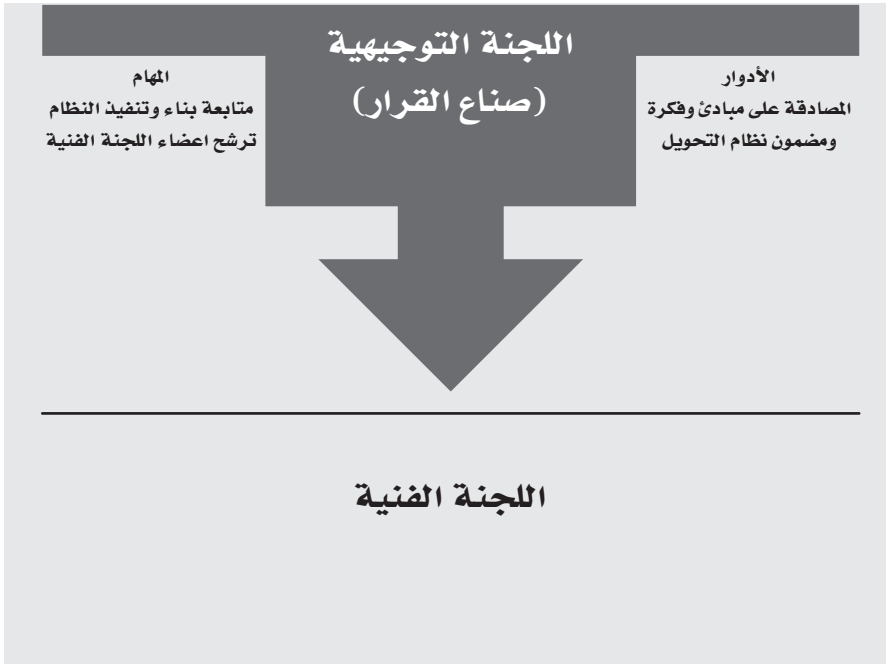 اللجنة التوجيهية
(صناع القرار)
الأدوار
المصادقة على مبادئ وفكرة
ومضمون نظام التحويل
المهام
متابعة بناء وتنفيذ النظام
ترشح اعضاء اللجنة الفنية
اللجنة الفنية